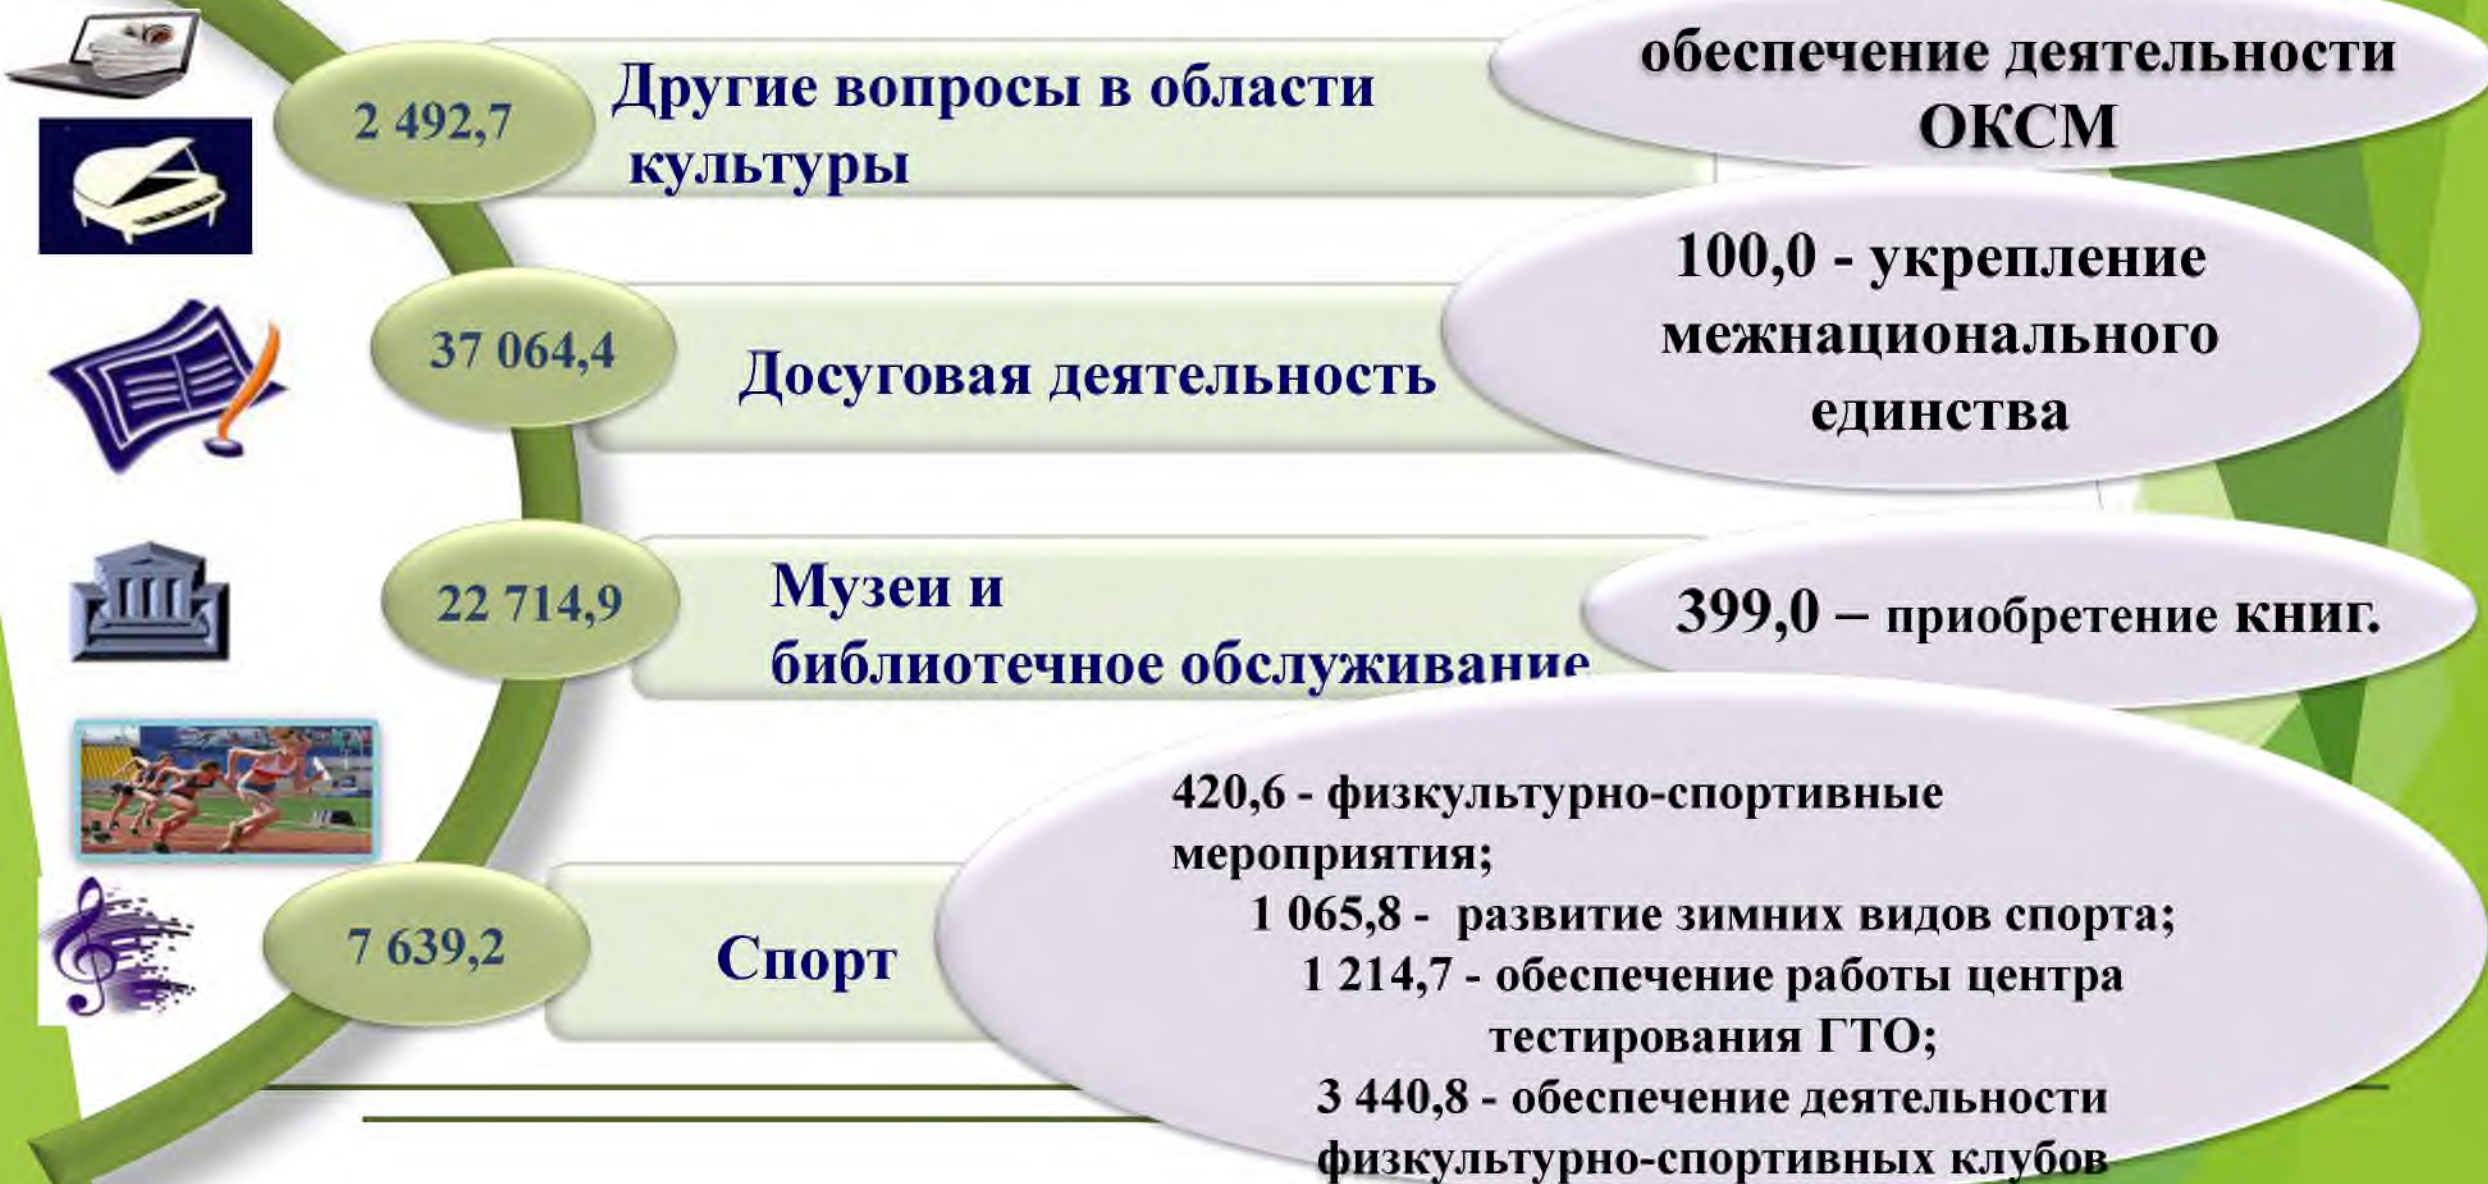 2 492,7
Другие вопросы в области
культуры
обеспечение деятельности
ОКСМ
37 064,4
Досуговая деятельность
100,0 - укрепление
межнационального
единства
22 714,9
Музеи и
библиотечное обслуживание
399,0 – приобретение книг.
7 639,2
Спорт
420,6 - физкультурно-спортивные
мероприятия;
1 065,8 - развитие зимних видов спорта;
1 214,7 - обеспечение работы центра
тестирования ГТО;
3 440,8 - обеспечение деятельности
физкультурно-спортивных клубов